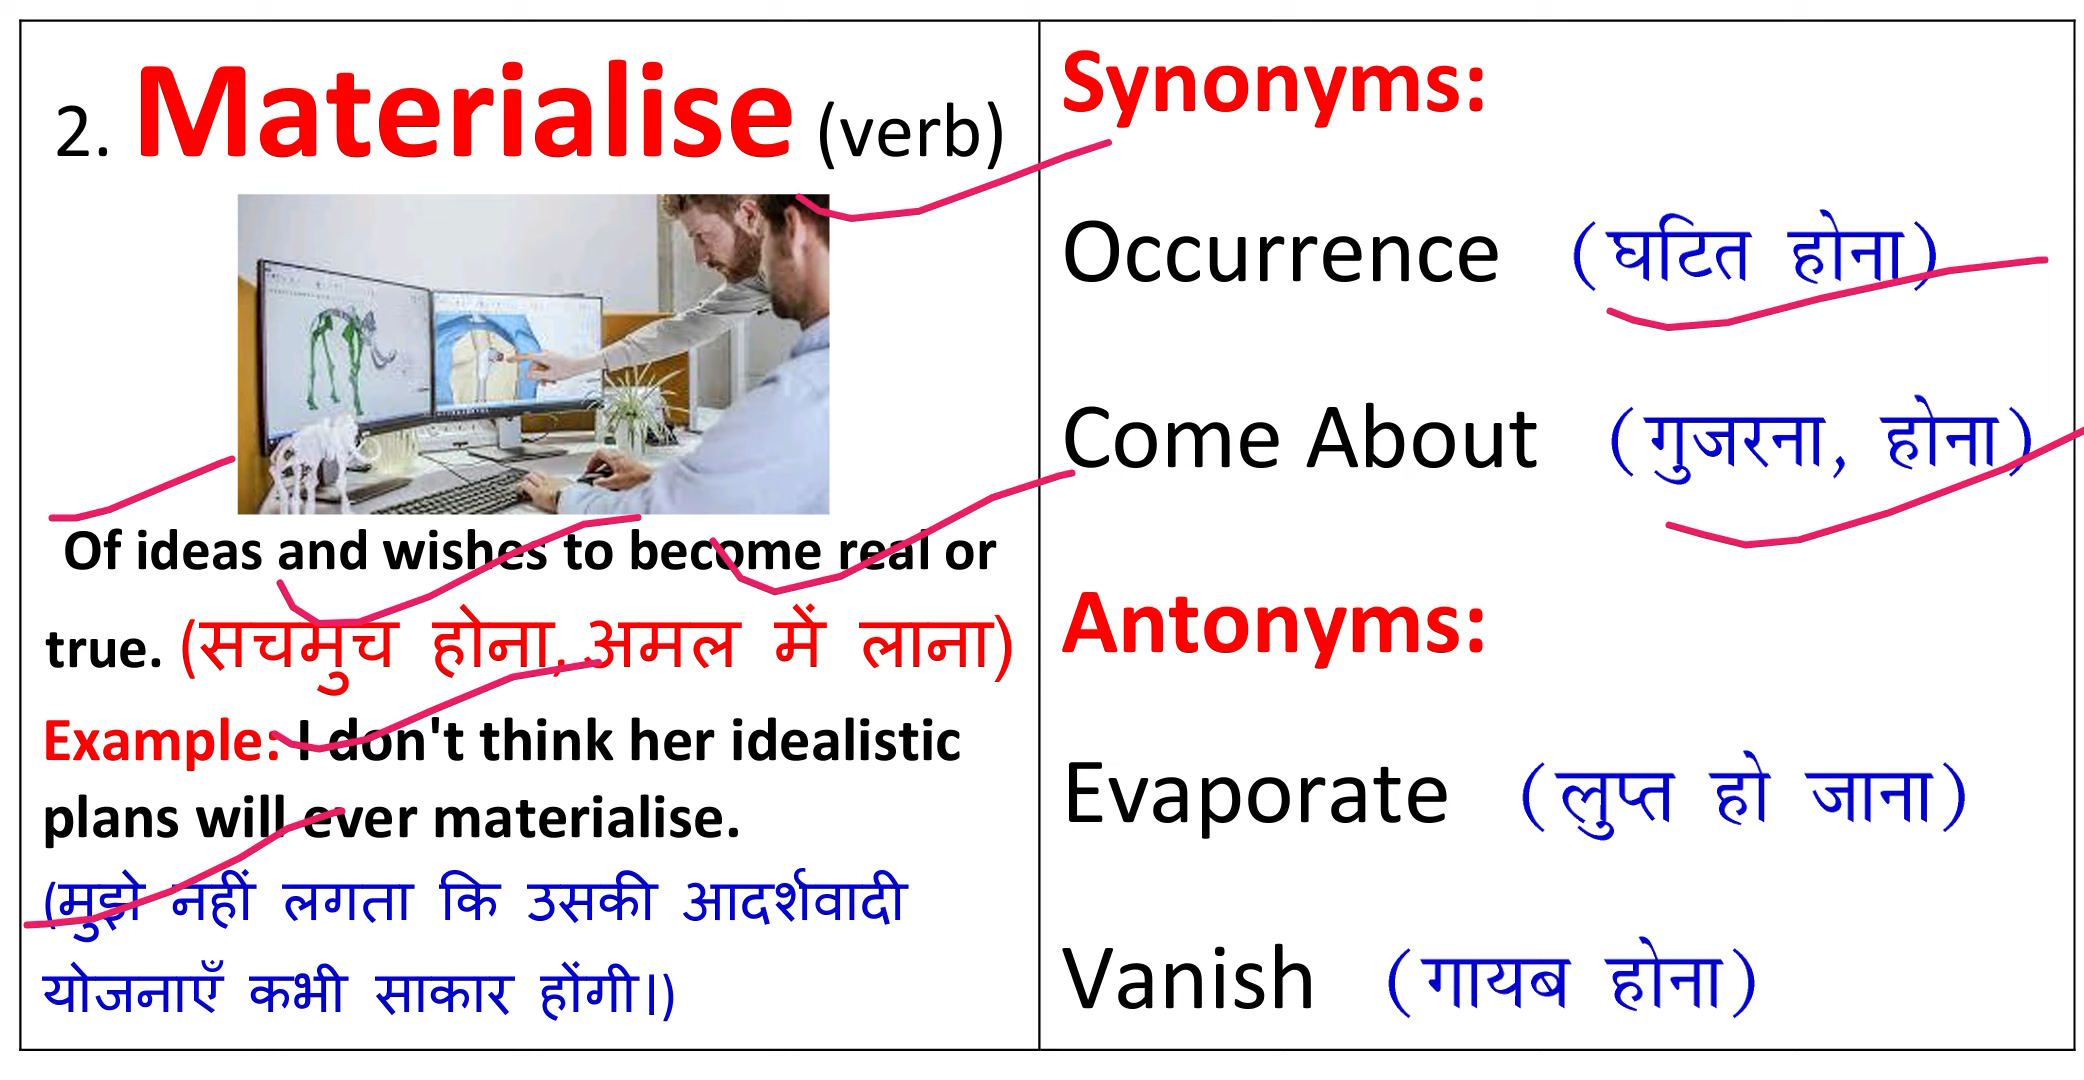 2. Materialise (verb)
Of ideas and wishes to become real or
true. (सचमुच होना, अमल में लाना)
Example: I don't think her idealistic
plans will ever materialise.
(मुझे नहीं लगता कि उसकी आदर्शवादी
योजनाएँ कभी साकार होंगी।)
Synonyms:
Occurrence (घटित होना)
Come About (गुजरना, होना)
Antonyms:
Evaporate (लुप्त हो जाना)
Vanish (गायब होना)